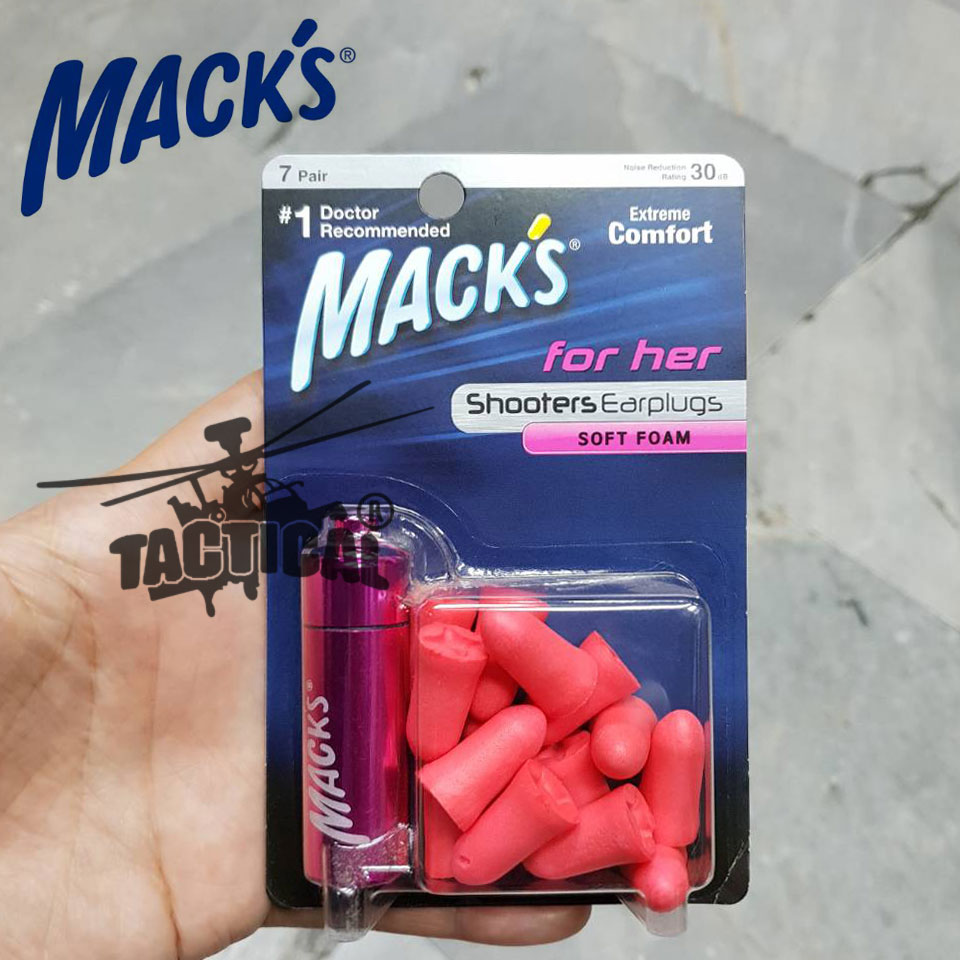 MACK'S®
7 Pair
Noise Reduction
Rating 30 dB
#1 Doctor
Recommended
Extreme
Comfort
MACK'S®
for her
Shooters Earplugs
SOFT FOAM
TACTICAL®
MACK'S®